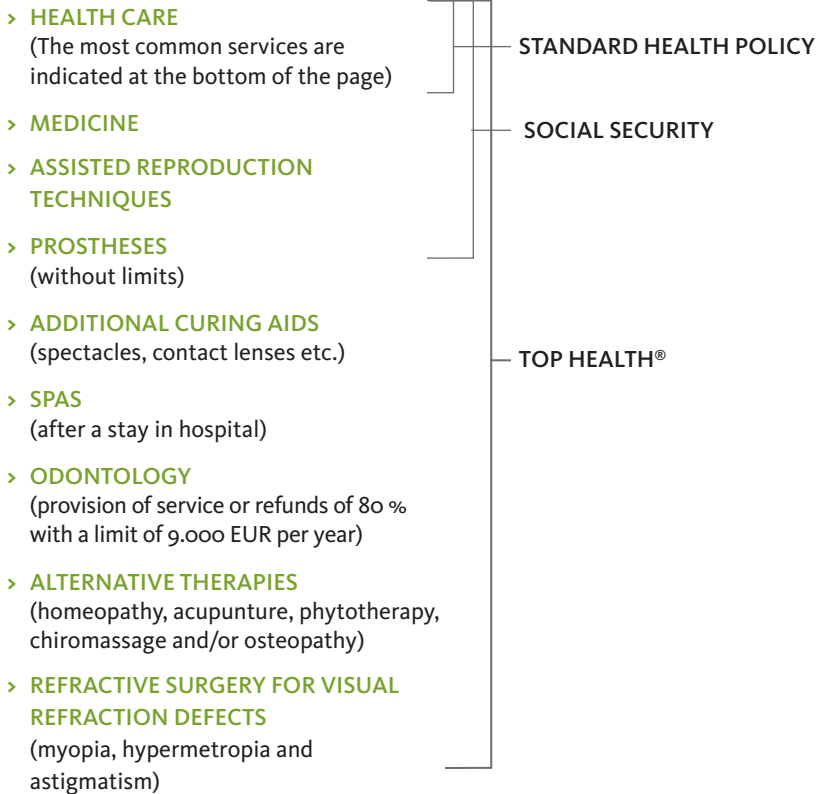 > HEALTH CARE
(The most common services are
indigated at the bottom of the page)
> MEDICINE
> ASSISTED REPRODUCTION
TECHNIQUES
> PROSTHESES
(without limits)
> ADDITIONAL CURING AIDS
(spectacles, contact lenses etc.)
> SPAS
(after a stay in hospital)
> ODONTOLOGY
(provision of service or refunds of 80 %
with a limit of 9.000 EUR per year)
> ALTERNATIVE THERAPIES
(homeopathy, acupunture, phytotherapy,
chiromassage and/or osteopathy)
> REFRACTIVE SURGERY FOR VISUAL
REFRACTION DEFECTS
(myopia, hypermetropia and
astigmatism)
STANDARD HEALTH POLICY
SOCIAL SECURITY
TOP HEALTH®